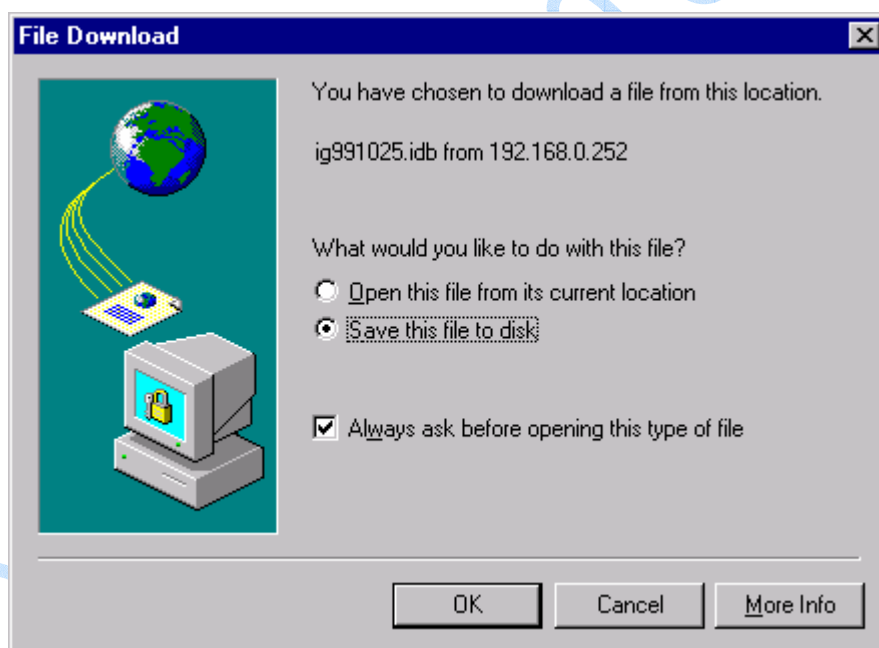 File Download
You have chosen to download a file from this location.
ig991025.idb from 192.168.0.252
What would you like to do with this file?
Open this file from its current location
Save this file to disk
Always ask before opening this type of file
OK
Cancel
More Info